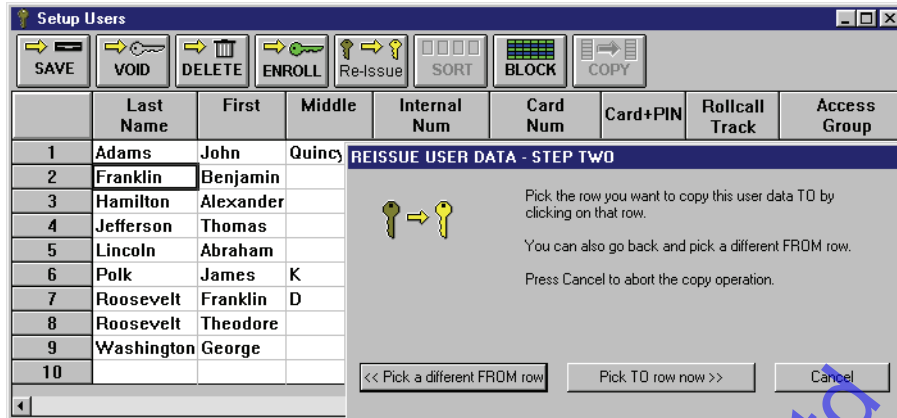 Setup Users
SAVE VOID DELETE ENROLL Re-Issue SORT BLOCK COPY
Last Name First Middle Internal Num Card Num Card+PIN Rollcall Track Access Group
1 Adams John Quincy
2 Franklin Benjamin
3 Hamilton Alexander
4 Jefferson Thomas
5 Lincoln Abraham
6 Polk James K
7 Roosevelt Franklin D
8 Roosevelt Theodore
9 Washington George
10
REISSUE USER DATA - STEP TWO
Pick the row you want to copy this user data TO by
clicking on that row.
You can also go back and pick a different FROM row.
Press Cancel to abort the copy operation.
<< Pick a different FROM row Pick TO row now >> Cancel